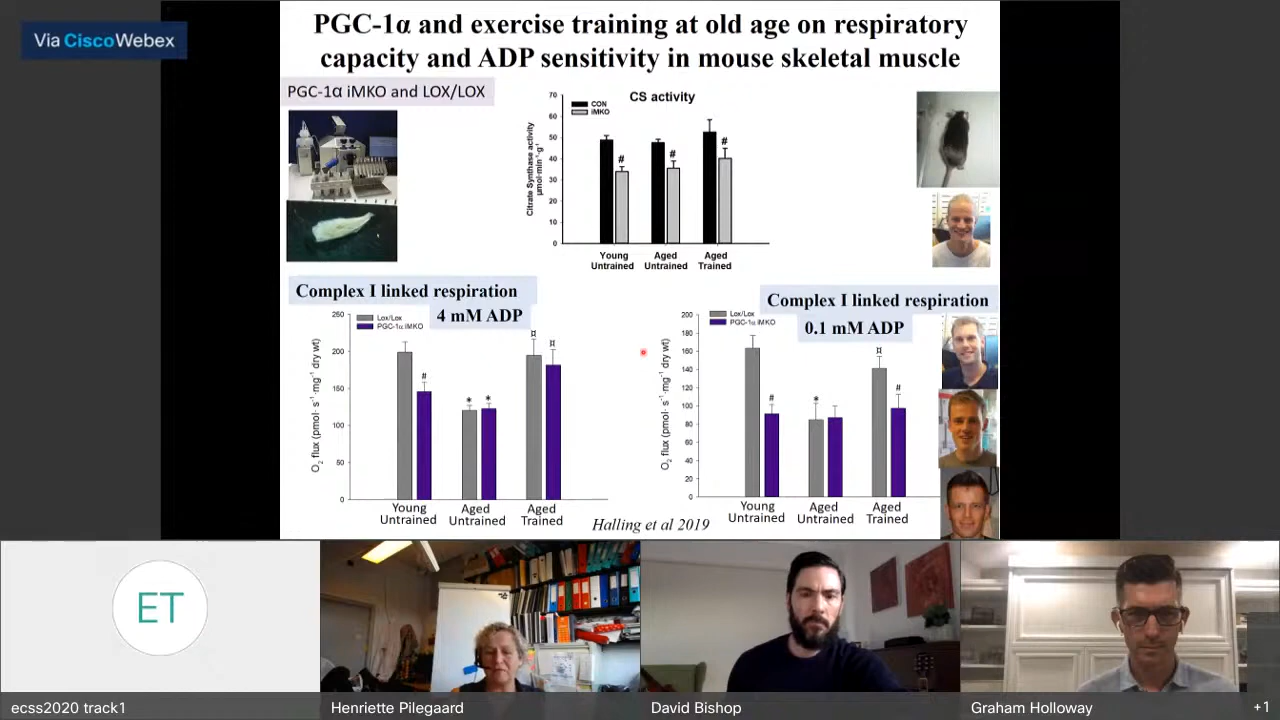 Via Cisco Webex
PGC-1α and exercise training at old age on respiratory
capacity and ADP sensitivity in mouse skeletal muscle
PGC-1α iMKO and LOX/LOX
CS activity
CON
iMKO
Citrate Synthase activity
µmol·min⁻¹·g⁻¹
70
60
50
40
30
20
10
0
#
#
#
Young
Untrained
Aged
Untrained
Aged
Trained
Complex I linked respiration
4 mM ADP
Lox/Lox
PGC-1α iMKO
O₂ flux (pmol· s⁻¹·mg⁻¹ dry wt)
250
200
150
100
50
0
#
*
*
¤
¤
Young
Untrained
Aged
Untrained
Aged
Trained
Complex I linked respiration
0.1 mM ADP
Lox/Lox
PGC-1α iMKO
O₂ flux (pmol· s⁻¹·mg⁻¹ dry wt)
200
180
160
140
120
100
80
60
40
20
0
#
*
¤
#
Young
Untrained
Aged
Untrained
Aged
Trained
Halling et al 2019
ET
ecss2020 track1
Henriette Pilegaard
David Bishop
Graham Holloway
+1